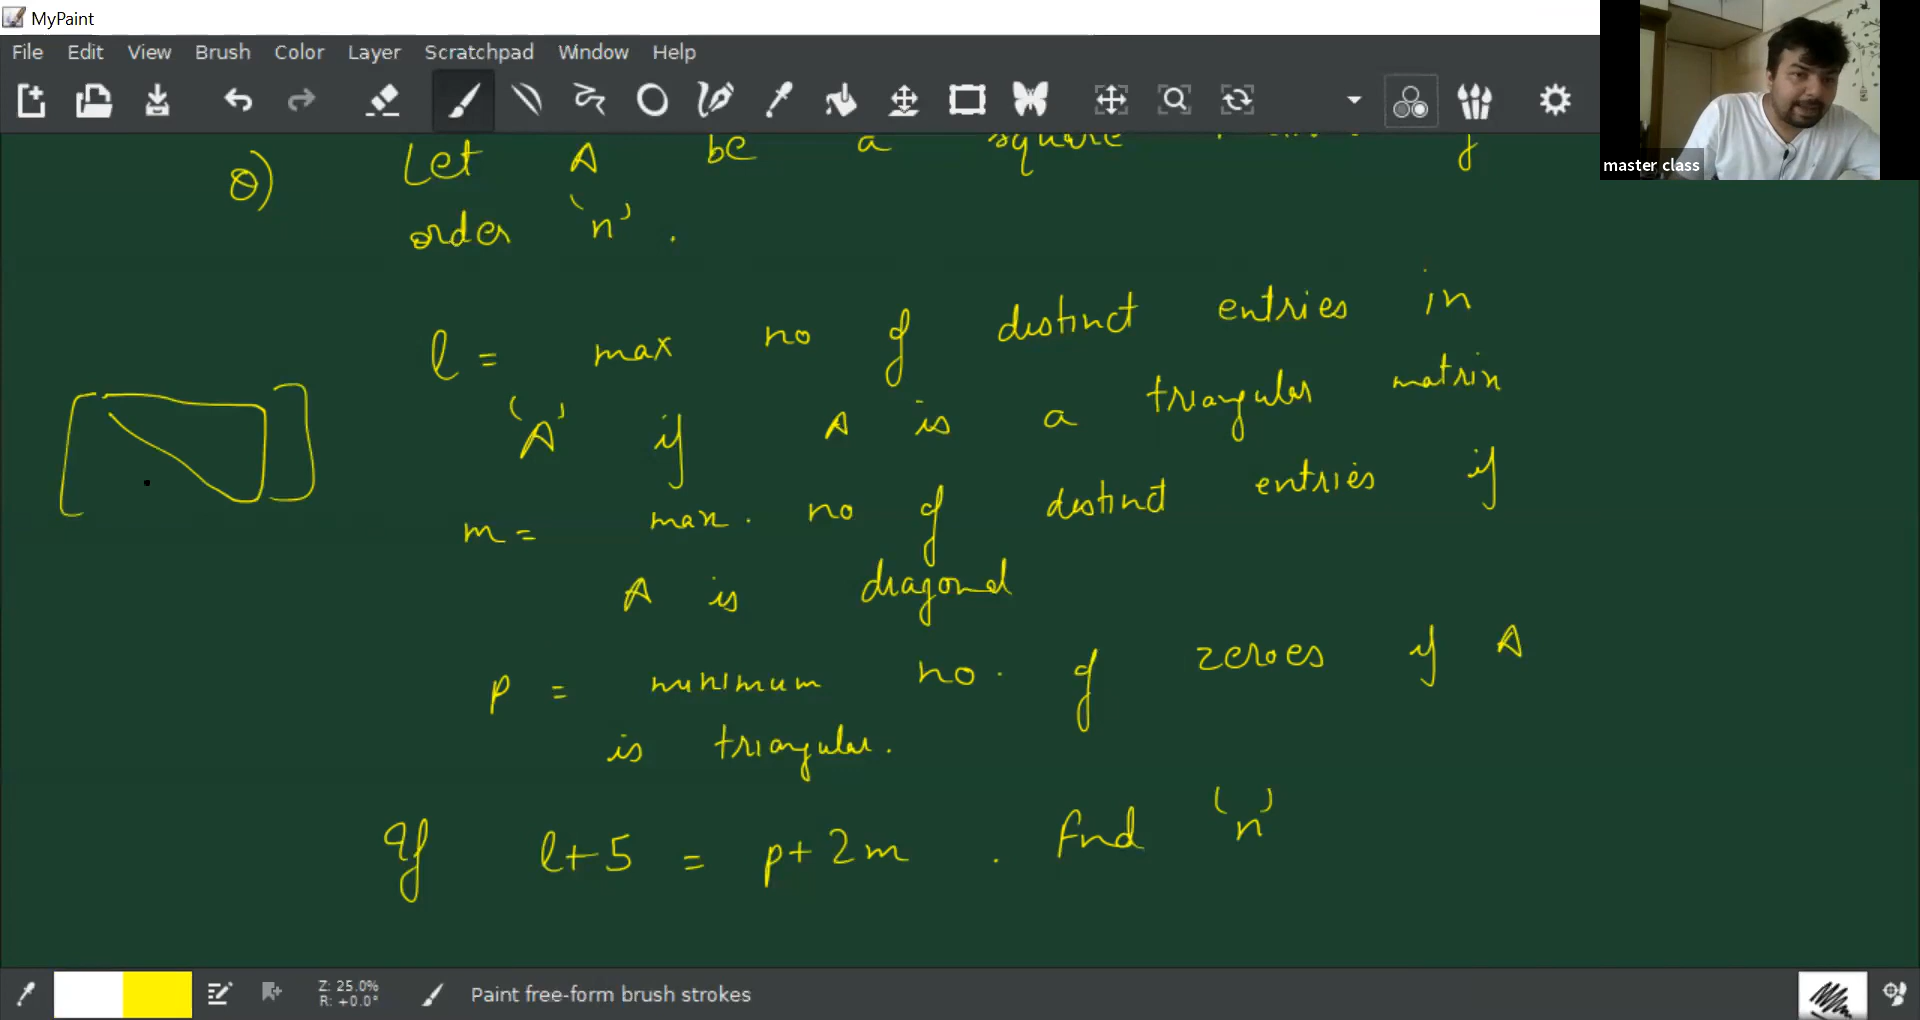 MyPaint
File Edit View Brush Color Layer Scratchpad Window Help
master class
Q) Let A be a square
order 'n'.
l = max no of distinct entries in
'A' if A is a triangular matrix
m = max. no of distinct entries if
A is diagonal
p = minimum no. of zeroes if A
is triangular.
If l+5 = p+2m . Find 'n'
Z: 25.0%
R: +0.0°
Paint free-form brush strokes